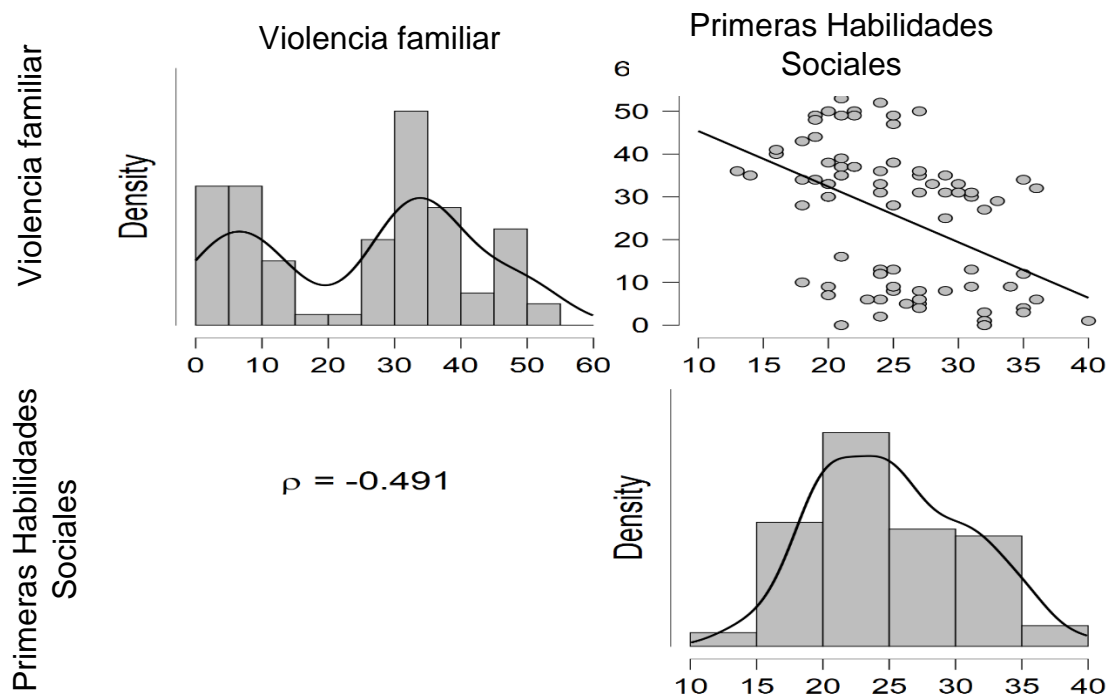 Violencia familiar
Primeras Habilidades
Sociales
Violencia familiar
Density
0 10 20 30 40 50 60
6
50
40
30
20
10
0
10 15 20 25 30 35 40
Primeras Habilidades
Sociales
ρ = -0.491
Density
10 15 20 25 30 35 40